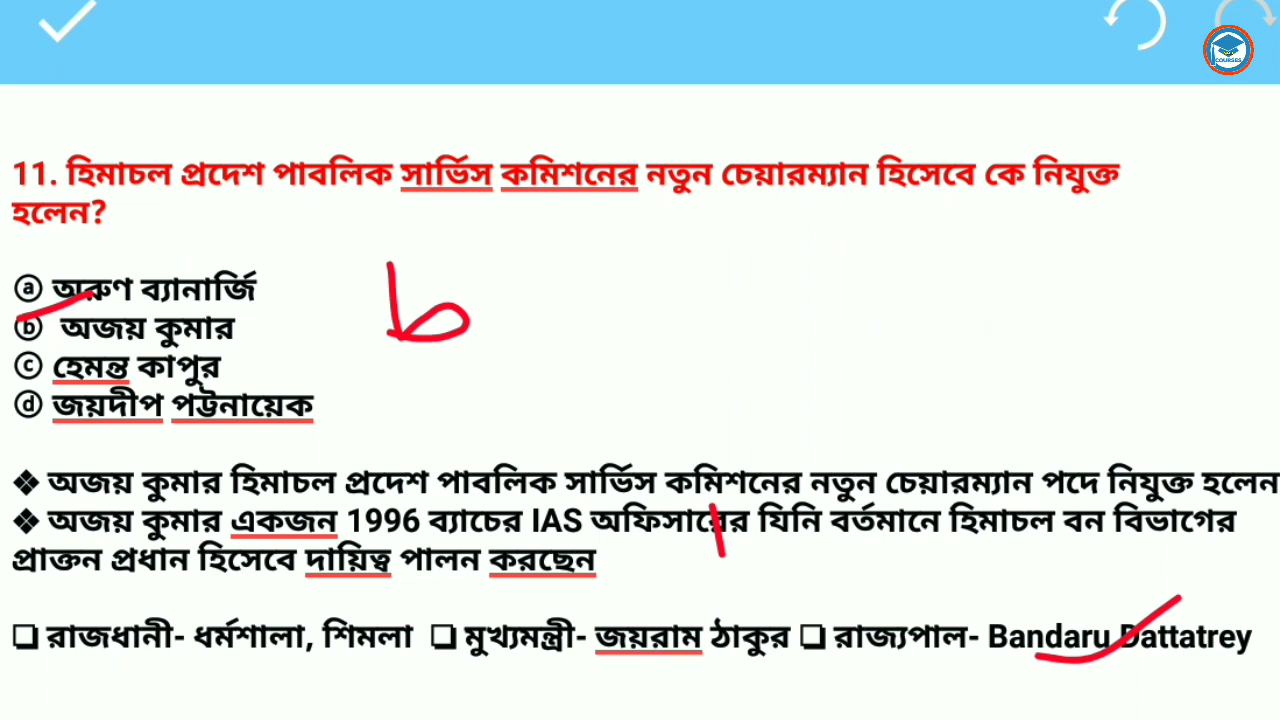 COURSES
11. হিমাচল প্রদেশ পাবলিক সার্ভিস কমিশনের নতুন চেয়ারম্যান হিসেবে কে নিযুক্ত
হলেন?
ⓐ অরুণ ব্যানার্জি
b
ⓑ অজয় কুমার
ⓒ হেমন্ত কাপুর
ⓓ জয়দীপ পট্টনায়েক
❖ অজয় কুমার হিমাচল প্রদেশ পাবলিক সার্ভিস কমিশনের নতুন চেয়ারম্যান পদে নিযুক্ত হলেন
❖ অজয় কুমার একজন 1996 ব্যাচের IAS অফিসারের যিনি বর্তমানে হিমাচল বন বিভাগের
প্রাক্তন প্রধান হিসেবে দায়িত্ব পালন করছেন
❏ রাজধানী- ধর্মশালা, শিমলা ❏ মুখ্যমন্ত্রী- জয়রাম ঠাকুর ❏ রাজ্যপাল- Bandaru Dattatrey